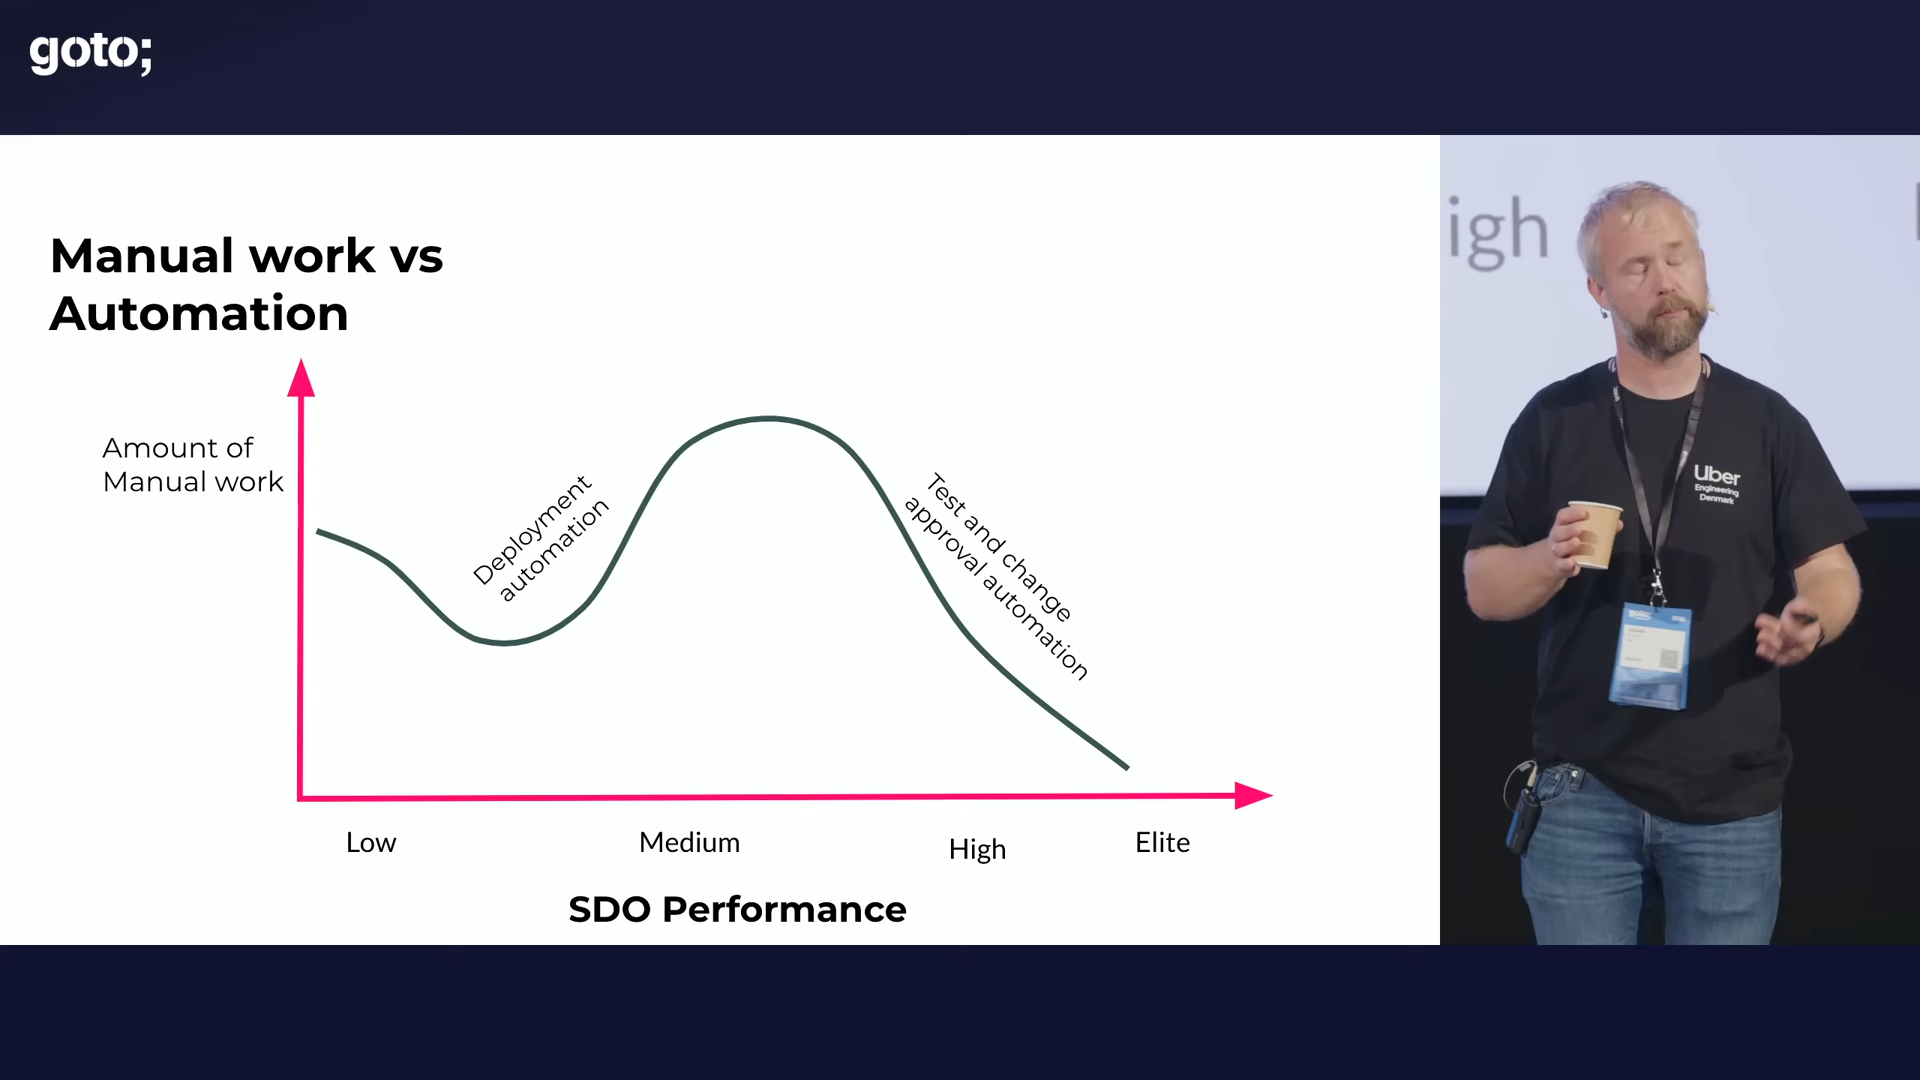 goto;
Manual work vs
Automation
Amount of
Manual work
Deployment
automation
Test and change
approval automation
Low
Medium
High
Elite
SDO Performance
igh
Uber
Engineering
Denmark